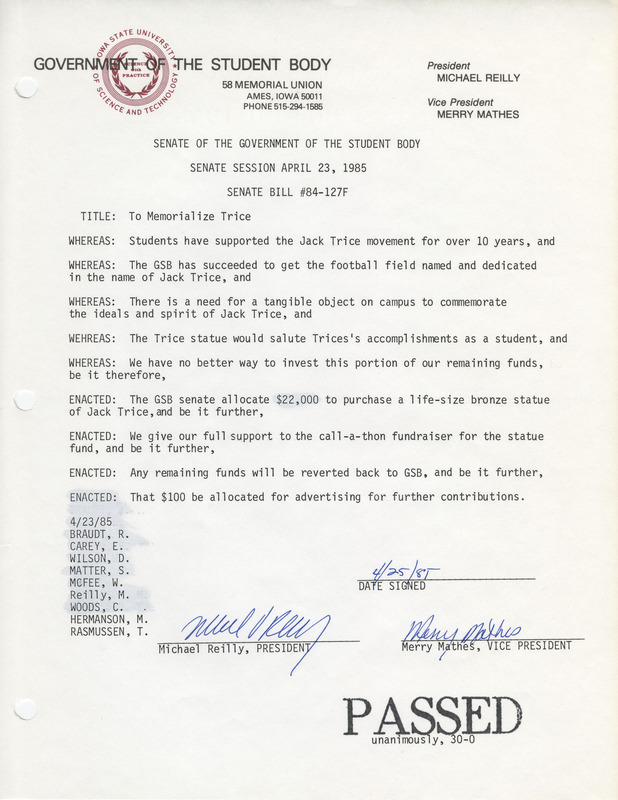 IOWA STATE UNIVERSITY
OF SCIENCE AND TECHNOLOGY
SCIENCE
WITH
PRACTICE
GOVERNMENT OF THE STUDENT BODY
58 MEMORIAL UNION
AMES, IOWA 50011
PHONE 515-294-1585
President
MICHAEL REILLY
Vice President
MERRY MATHES
SENATE OF THE GOVERNMENT OF THE STUDENT BODY
SENATE SESSION APRIL 23, 1985
SENATE BILL #84-127F
TITLE: To Memorialize Trice
WHEREAS: Students have supported the Jack Trice movement for over 10 years, and
WHEREAS: The GSB has succeeded to get the football field named and dedicated
in the name of Jack Trice, and
WHEREAS: There is a need for a tangible object on campus to commemorate
the ideals and spirit of Jack Trice, and
WEHREAS: The Trice statue would salute Trices's accomplishments as a student, and
WHEREAS: We have no better way to invest this portion of our remaining funds,
be it therefore,
ENACTED: The GSB senate allocate $22,000 to purchase a life-size bronze statue
of Jack Trice,and be it further,
ENACTED: We give our full support to the call-a-thon fundraiser for the statue
fund, and be it further,
ENACTED: Any remaining funds will be reverted back to GSB, and be it further,
ENACTED: That $100 be allocated for advertising for further contributions.
4/23/85
BRAUDT, R.
CAREY, E.
WILSON, D.
MATTER, S.
MCFEE, W.
Reilly, M.
WOODS, C.
HERMANSON, M.
RASMUSSEN, T.
4/25/85
DATE SIGNED
Michael Reilly, PRESIDENT
Merry Mathes
Merry Mathes, VICE PRESIDENT
PASSED
unanimously, 30-0